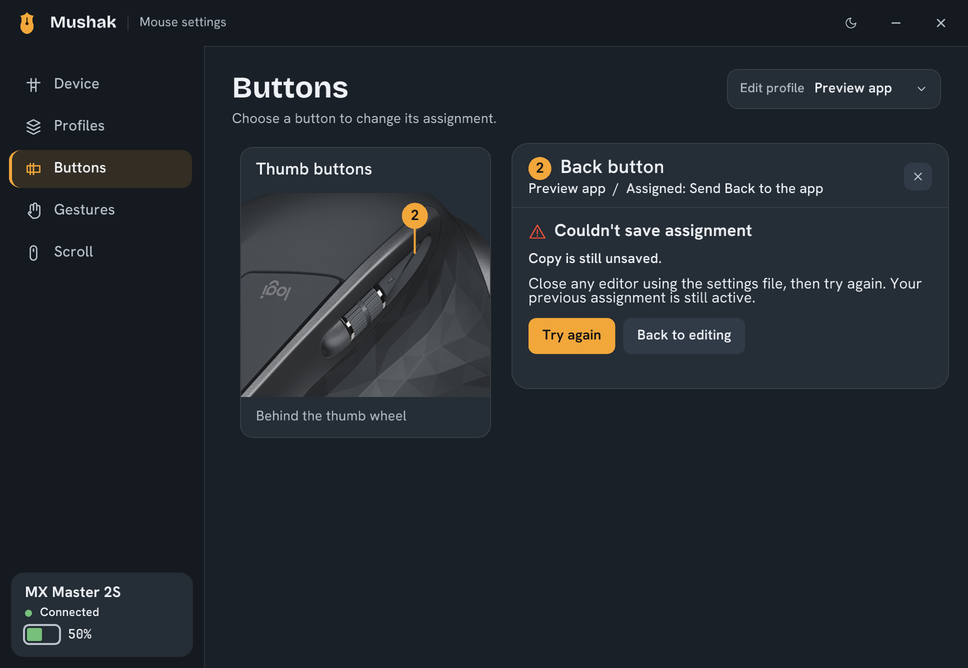 Mushak
Mouse settings
Device
Profiles
Buttons
Gestures
Scroll
MX Master 2S
Connected
50%
Buttons
Choose a button to change its assignment.
Edit profile Preview app
Thumb buttons
2
logi
Behind the thumb wheel
2 Back button
Preview app / Assigned: Send Back to the app
Couldn't save assignment
Copy is still unsaved.
Close any editor using the settings file, then try again. Your
previous assignment is still active.
Try again
Back to editing